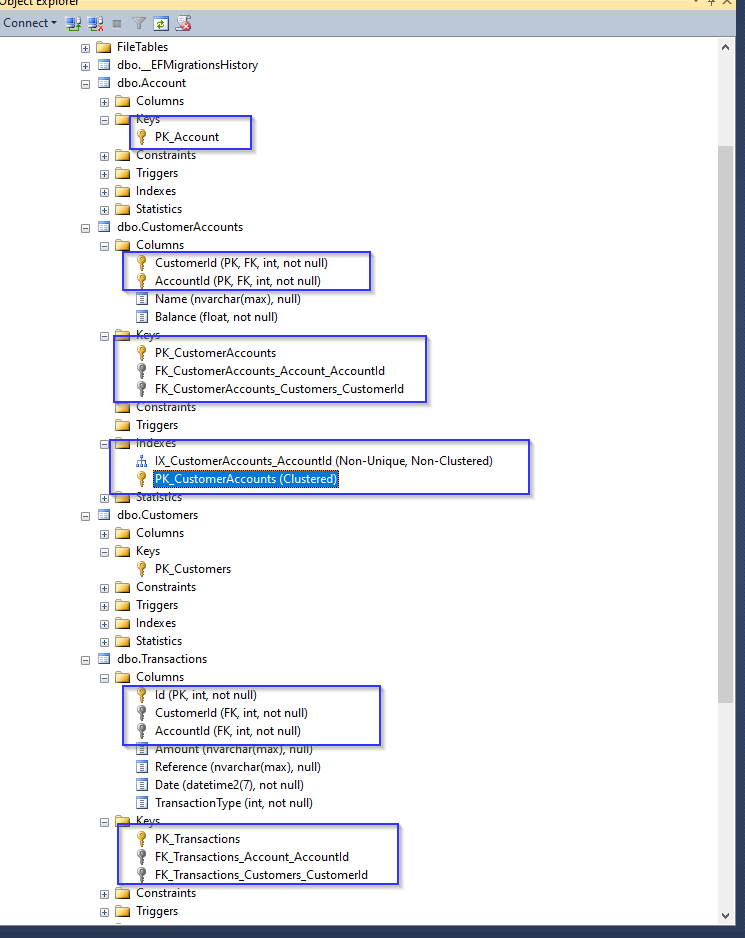 Object Explorer
Connect
FileTables
dbo.__EFMigrationsHistory
dbo.Account
Columns
Keys
PK_Account
Constraints
Triggers
Indexes
Statistics
dbo.CustomerAccounts
Columns
CustomerId (PK, FK, int, not null)
AccountId (PK, FK, int, not null)
Name (nvarchar(max), null)
Balance (float, not null)
Keys
PK_CustomerAccounts
FK_CustomerAccounts_Account_AccountId
FK_CustomerAccounts_Customers_CustomerId
Constraints
Triggers
Indexes
IX_CustomerAccounts_AccountId (Non-Unique, Non-Clustered)
PK_CustomerAccounts (Clustered)
Statistics
dbo.Customers
Columns
Keys
PK_Customers
Constraints
Triggers
Indexes
Statistics
dbo.Transactions
Columns
Id (PK, int, not null)
CustomerId (FK, int, not null)
AccountId (FK, int, not null)
Amount (nvarchar(max), null)
Reference (nvarchar(max), null)
Date (datetime2(7), not null)
TransactionType (int, not null)
Keys
PK_Transactions
FK_Transactions_Account_AccountId
FK_Transactions_Customers_CustomerId
Constraints
Triggers